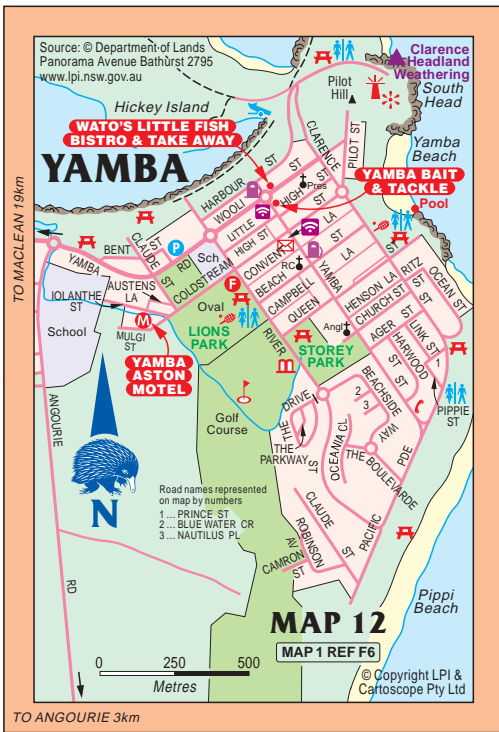 Source: © Department of Lands
Panorama Avenue Bathurst 2795
www.lpi.nsw.gov.au
Clarence
Headland
Weathering
South
Head
Pilot
Hill
Hickey Island
WATO'S LITTLE FISH
BISTRO & TAKE AWAY
YAMBA
Yamba
Beach
YAMBA BAIT
& TACKLE
Pool
TO MACLEAN 19km
CLARENCE
ST
PILOT ST
HARBOUR
ST
WOOLI
ST
Pres
LITTLE
HIGH
ST
HIGH ST
LA
CLAUDE
ST
BENT
ST
YAMBA
RD
P
Sch
COLDSTREAM
CONVENT
LA
ST
BEACH
RC
YAMBA
LA
ST
CAMPBELL
QUEEN
ST
HENSON LA
RITZ
OCEAN ST
CHURCH ST
AGER
ST
LINK ST
HARWOOD
ST
1
AUSTENS
LA
IOLANTHE
ST
School
M
MULGI
ST
Oval
F
LIONS
PARK
RIVER
Angl
STOREY
PARK
YAMBA
ASTON
MOTEL
Golf
Course
DRIVE
THE
THE
PARKWAY
ST
2
3
BEACHSIDE
WAY
PIPPIE
ST
OCEANIA CL
THE BOULEVARDE
PDE
PACIFIC
CLAUDE
ST
ROBINSON
AV
CAMRON
ST
ANGOURIE
RD
N
Road names represented
on map by numbers
1 ... PRINCE ST
2 ... BLUE WATER CR
3 ... NAUTILUS PL
Pippi
Beach
MAP 12
MAP 1 REF F6
0 250 500
Metres
© Copyright LPI &
Cartoscope Pty Ltd
TO ANGOURIE 3km